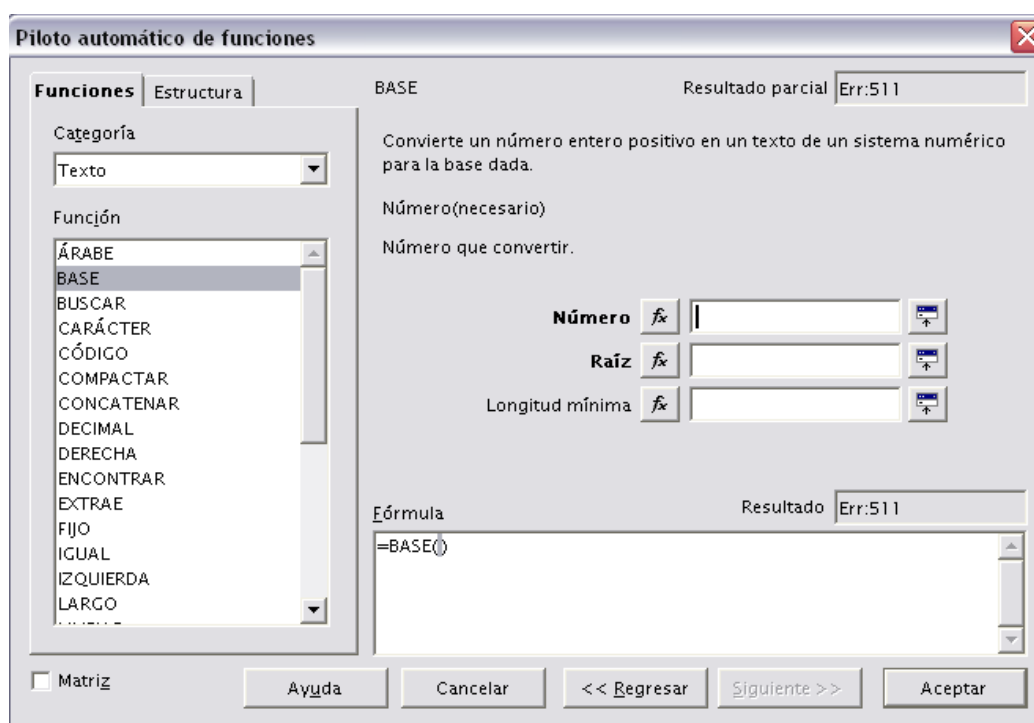 Piloto automático de funciones
Funciones Estructura
Categoría
Texto
Función
ÁRABE
BASE
BUSCAR
CARÁCTER
CÓDIGO
COMPACTAR
CONCATENAR
DECIMAL
DERECHA
ENCONTRAR
EXTRAE
FIJO
IGUAL
IZQUIERDA
LARGO
Matriz
BASE Resultado parcial Err:511
Convierte un número entero positivo en un texto de un sistema numérico
para la base dada.
Número(necesario)
Número que convertir.
Número fx
Raíz fx
Longitud mínima fx
Fórmula Resultado Err:511
=BASE()
Ayuda Cancelar << Regresar Siguiente >> Aceptar